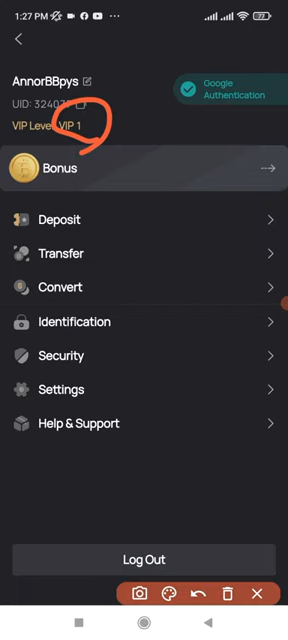 1:27 PM
77
AnnorBBpys
Google
Authentication
UID:
VIP Level VIP 1
Bonus
Deposit
Transfer
Convert
Identification
Security
Settings
Help & Support
Log Out